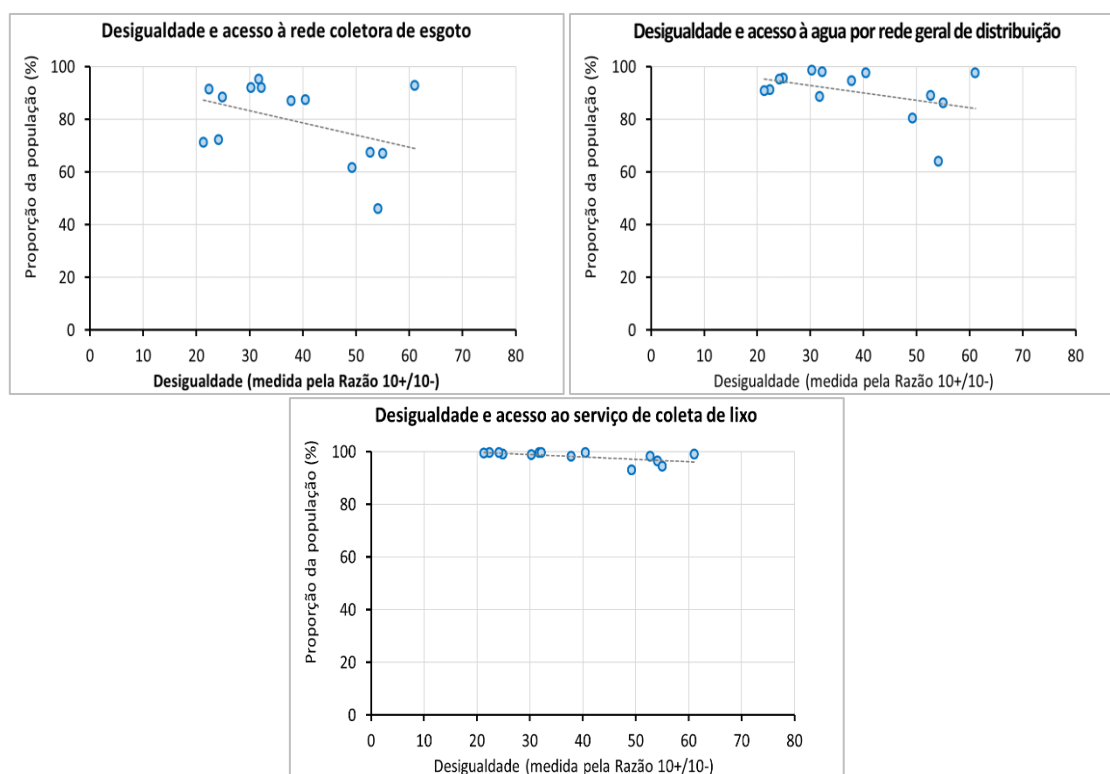 Desigualdade e acesso à rede coletora de esgoto
Proporção da população (%)
100
80
60
40
20
0
0 10 20 30 40 50 60 70 80
Desigualdade (medida pela Razão 10+/10-)
Desigualdade e acesso à agua por rede geral de distribuição
Proporção da população (%)
100
80
60
40
20
0
0 10 20 30 40 50 60 70 80
Desigualdade (medida pela Razão 10+/10-)
Desigualdade e acesso ao serviço de coleta de lixo
Proporção da população (%)
100
80
60
40
20
0
0 10 20 30 40 50 60 70 80
Desigualdade (medida pela Razão 10+/10-)